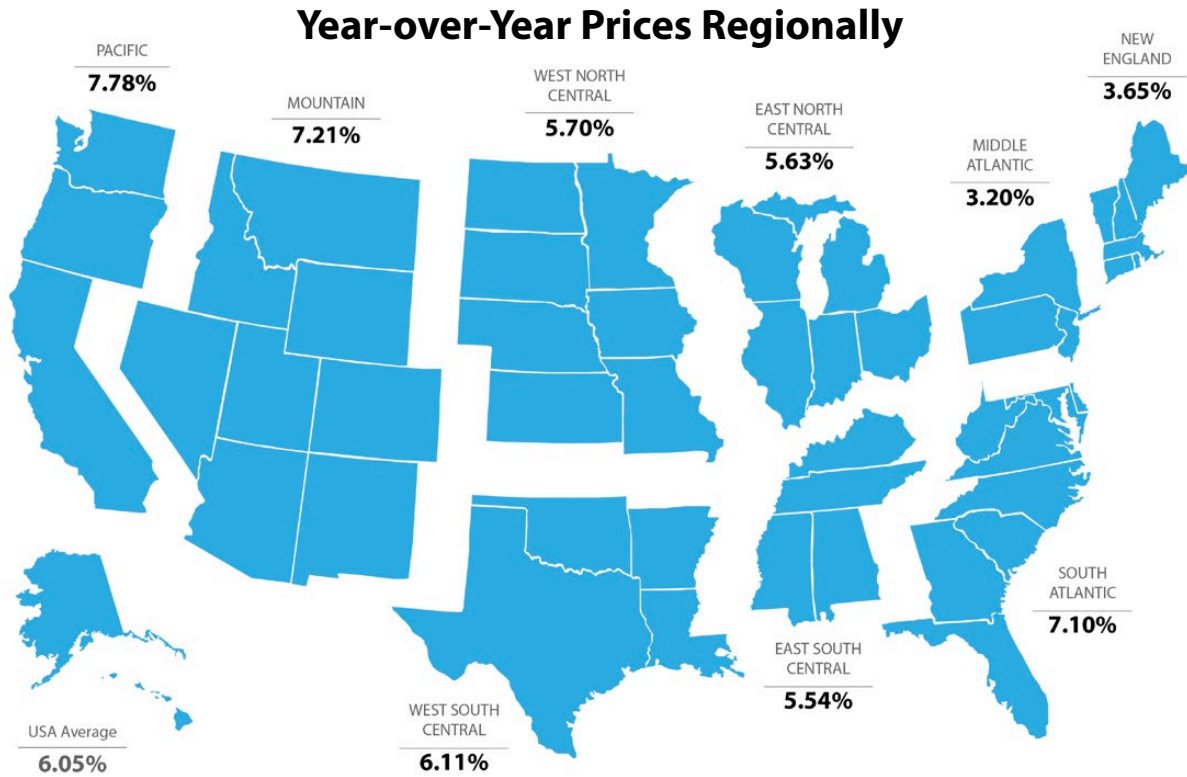 Year-over-Year Prices Regionally
PACIFIC
7.78%
MOUNTAIN
7.21%
WEST NORTH
CENTRAL
5.70%
EAST NORTH
CENTRAL
5.63%
MIDDLE
ATLANTIC
3.20%
NEW
ENGLAND
3.65%
SOUTH
ATLANTIC
7.10%
EAST SOUTH
CENTRAL
5.54%
WEST SOUTH
CENTRAL
6.11%
USA Average
6.05%